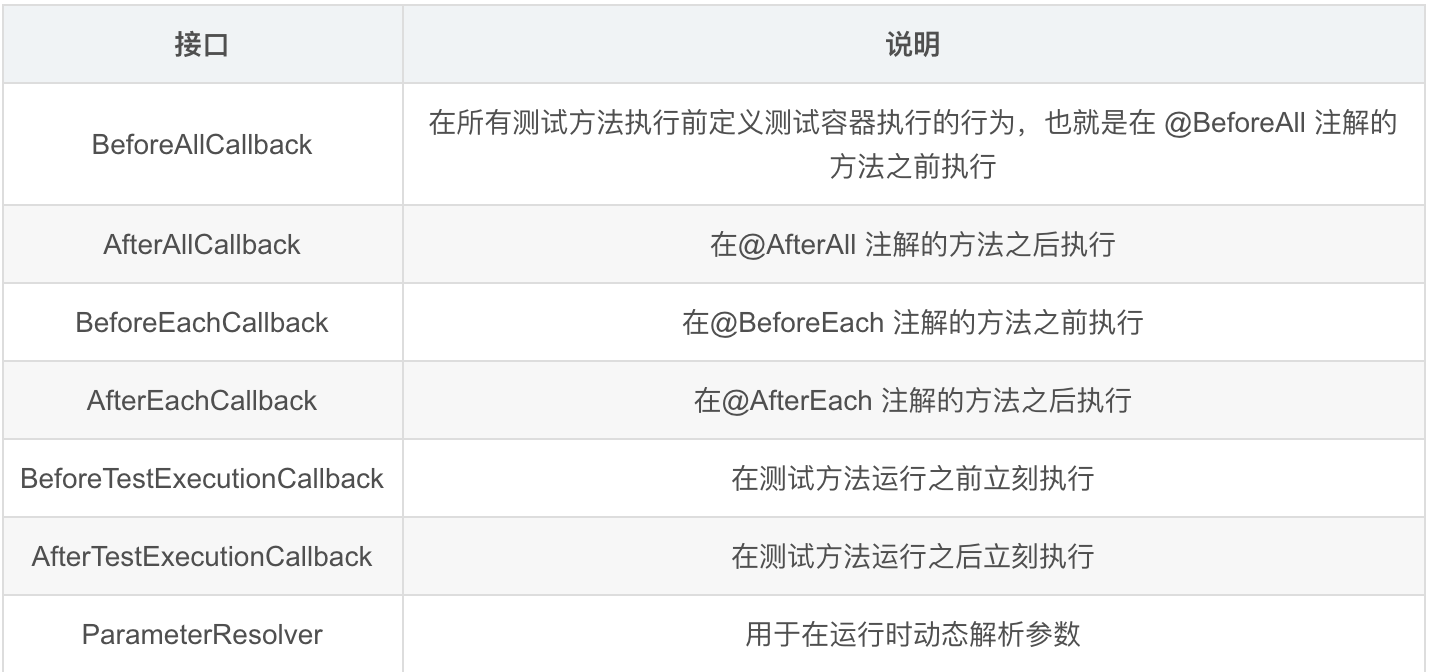 接口
说明
BeforeAllCallback
在所有测试方法执行前定义测试容器执行的行为，也就是在 @BeforeAll 注解的
方法之前执行
AfterAllCallback
在@AfterAll 注解的方法之后执行
BeforeEachCallback
在@BeforeEach 注解的方法之前执行
AfterEachCallback
在@AfterEach 注解的方法之后执行
BeforeTestExecutionCallback
在测试方法运行之前立刻执行
AfterTestExecutionCallback
在测试方法运行之后立刻执行
ParameterResolver
用于在运行时动态解析参数